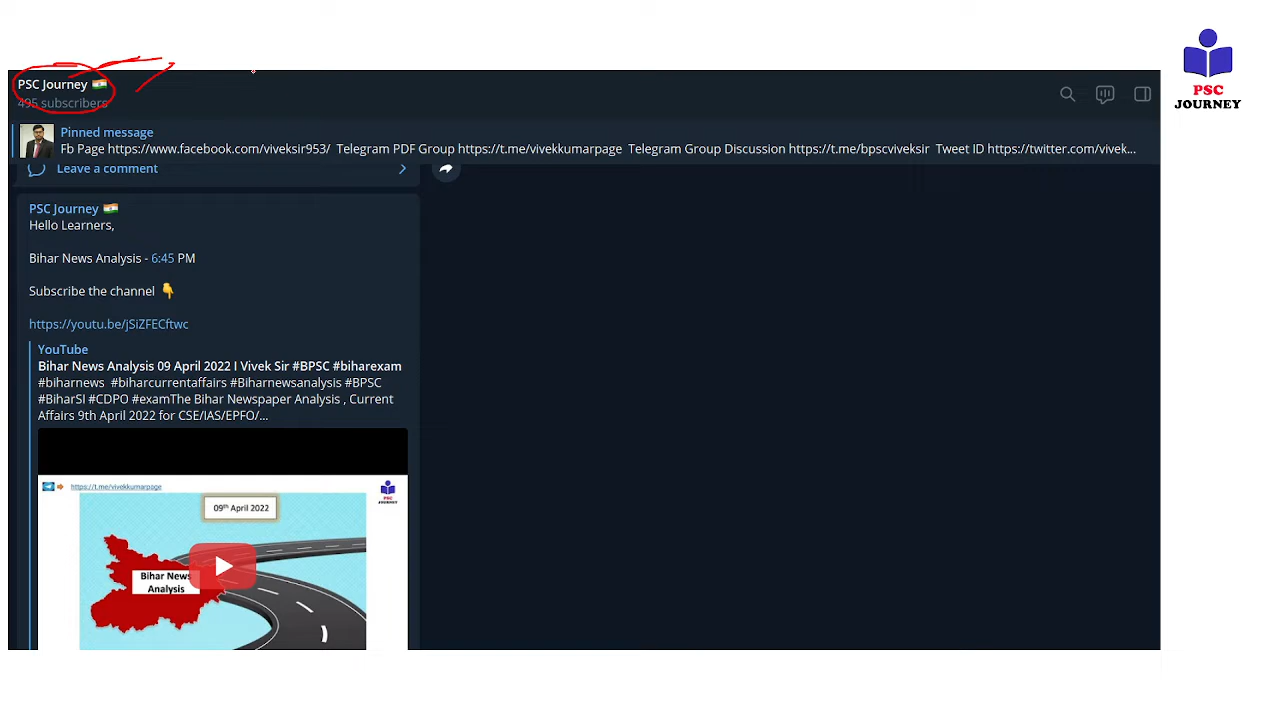 PSC Journey 🇮🇳
495 subscribers
PSC
JOURNEY
Pinned message
Fb Page https://www.facebook.com/viveksir953/ Telegram PDF Group https://t.me/vivekkumarpage Telegram Group Discussion https://t.me/bpscviveksir Tweet ID https://twitter.com/vivek...
Leave a comment
PSC Journey 🇮🇳
Hello Learners,
Bihar News Analysis - 6:45 PM
Subscribe the channel 👇
https://youtu.be/jSiZFECftwc
YouTube
Bihar News Analysis 09 April 2022 I Vivek Sir #BPSC #biharexam
#biharnews #biharcurrentaffairs #Biharnewsanalysis #BPSC
#BiharSI #CDPO #examThe Bihar Newspaper Analysis , Current
Affairs 9th April 2022 for CSE/IAS/EPFO/...
https://t.me/vivekkumarpage
PSC
JOURNEY
09th April 2022
Bihar News
Analysis